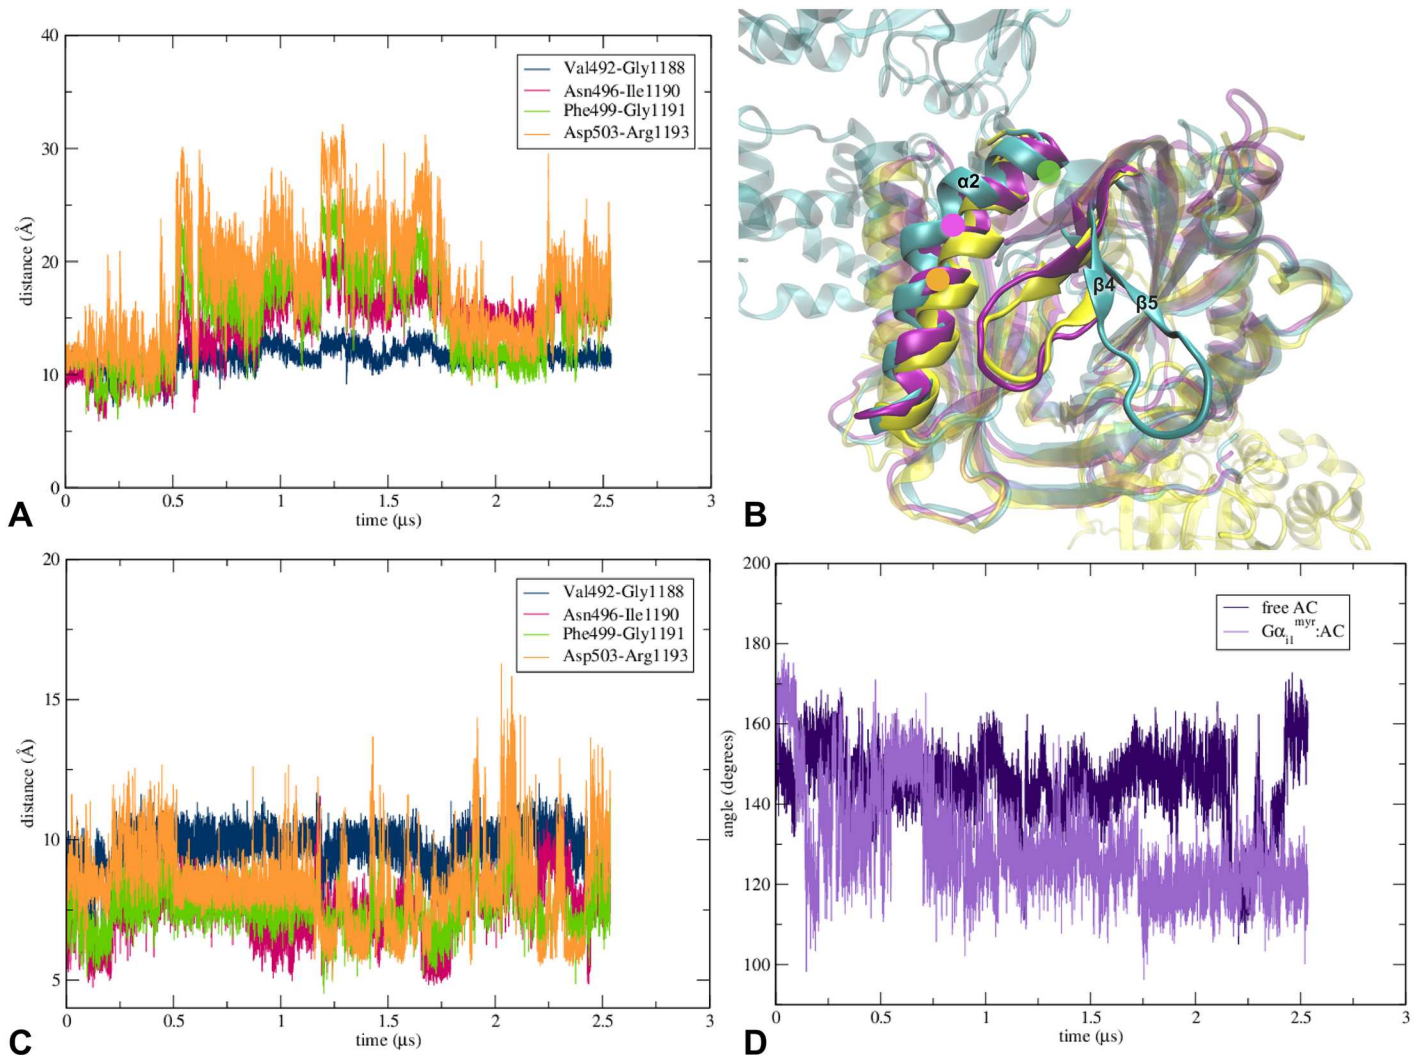 40
30
20
10
0
distance (Å)
0 0.5 1 1.5 2 2.5 3
time (µs)
Val492-Gly1188
Asn496-Ile1190
Phe499-Gly1191
Asp503-Arg1193
A
α2
β4
β5
B
20
15
10
5
distance (Å)
0 0.5 1 1.5 2 2.5 3
time (µs)
Val492-Gly1188
Asn496-Ile1190
Phe499-Gly1191
Asp503-Arg1193
C
200
180
160
140
120
100
angle (degrees)
0 0.5 1 1.5 2 2.5 3
time (µs)
free AC
Gαi1myr:AC
D